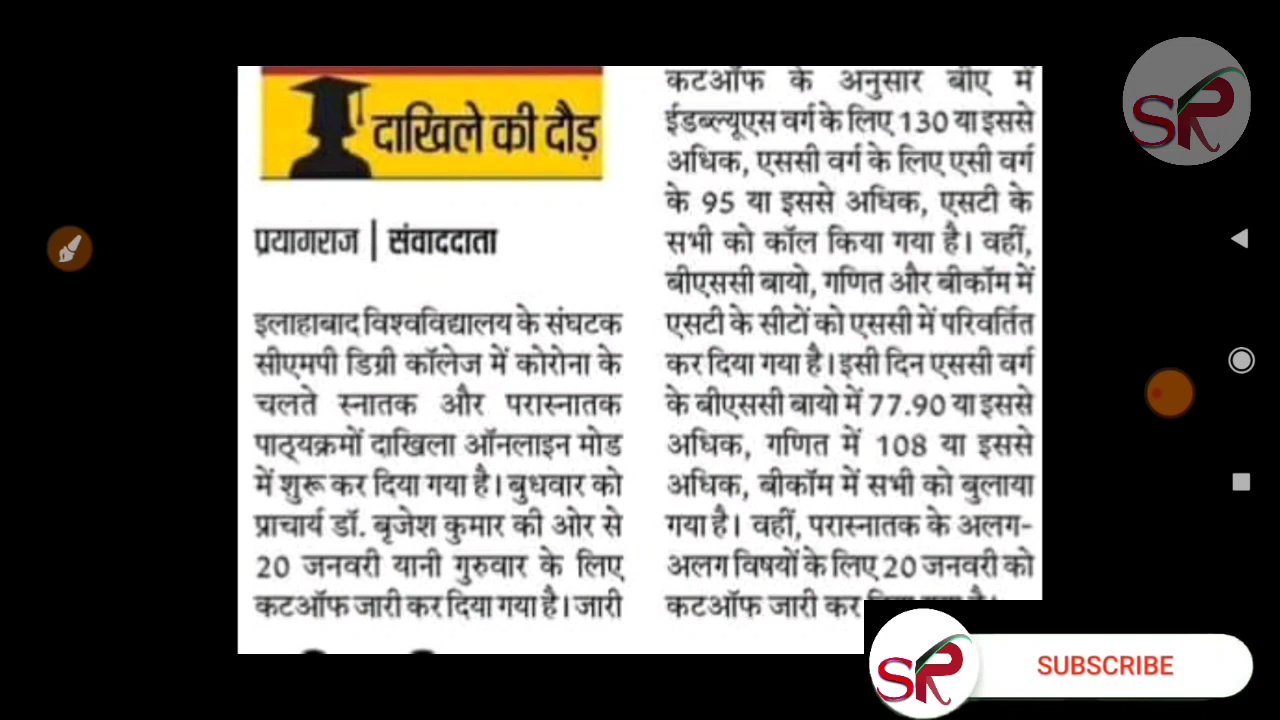 दाखिले की दौड़
प्रयागराज | संवाददाता
इलाहाबाद विश्वविद्यालय के संघटक
सीएमपी डिग्री कॉलेज में कोरोना के
चलते स्नातक और परास्नातक
पाठ्यक्रमों दाखिला ऑनलाइन मोड
में शुरू कर दिया गया है। बुधवार को
प्राचार्य डॉ. बृजेश कुमार की ओर से
20 जनवरी यानी गुरुवार के लिए
कटऑफ जारी कर दिया गया है। जारी
कटऑफ के अनुसार बीए में
ईडब्ल्यूएस वर्ग के लिए 130 या इससे
अधिक, एससी वर्ग के लिए एसी वर्ग
के 95 या इससे अधिक, एसटी के
सभी को कॉल किया गया है। वहीं,
बीएससी बायो, गणित और बीकॉम में
एसटी के सीटों को एससी में परिवर्तित
कर दिया गया है। इसी दिन एससी वर्ग
के बीएससी बायो में 77.90 या इससे
अधिक, गणित में 108 या इससे
अधिक, बीकॉम में सभी को बुलाया
गया है। वहीं, परास्नातक के अलग-
अलग विषयों के लिए 20 जनवरी को
कटऑफ जारी कर
SR
SR
SUBSCRIBE